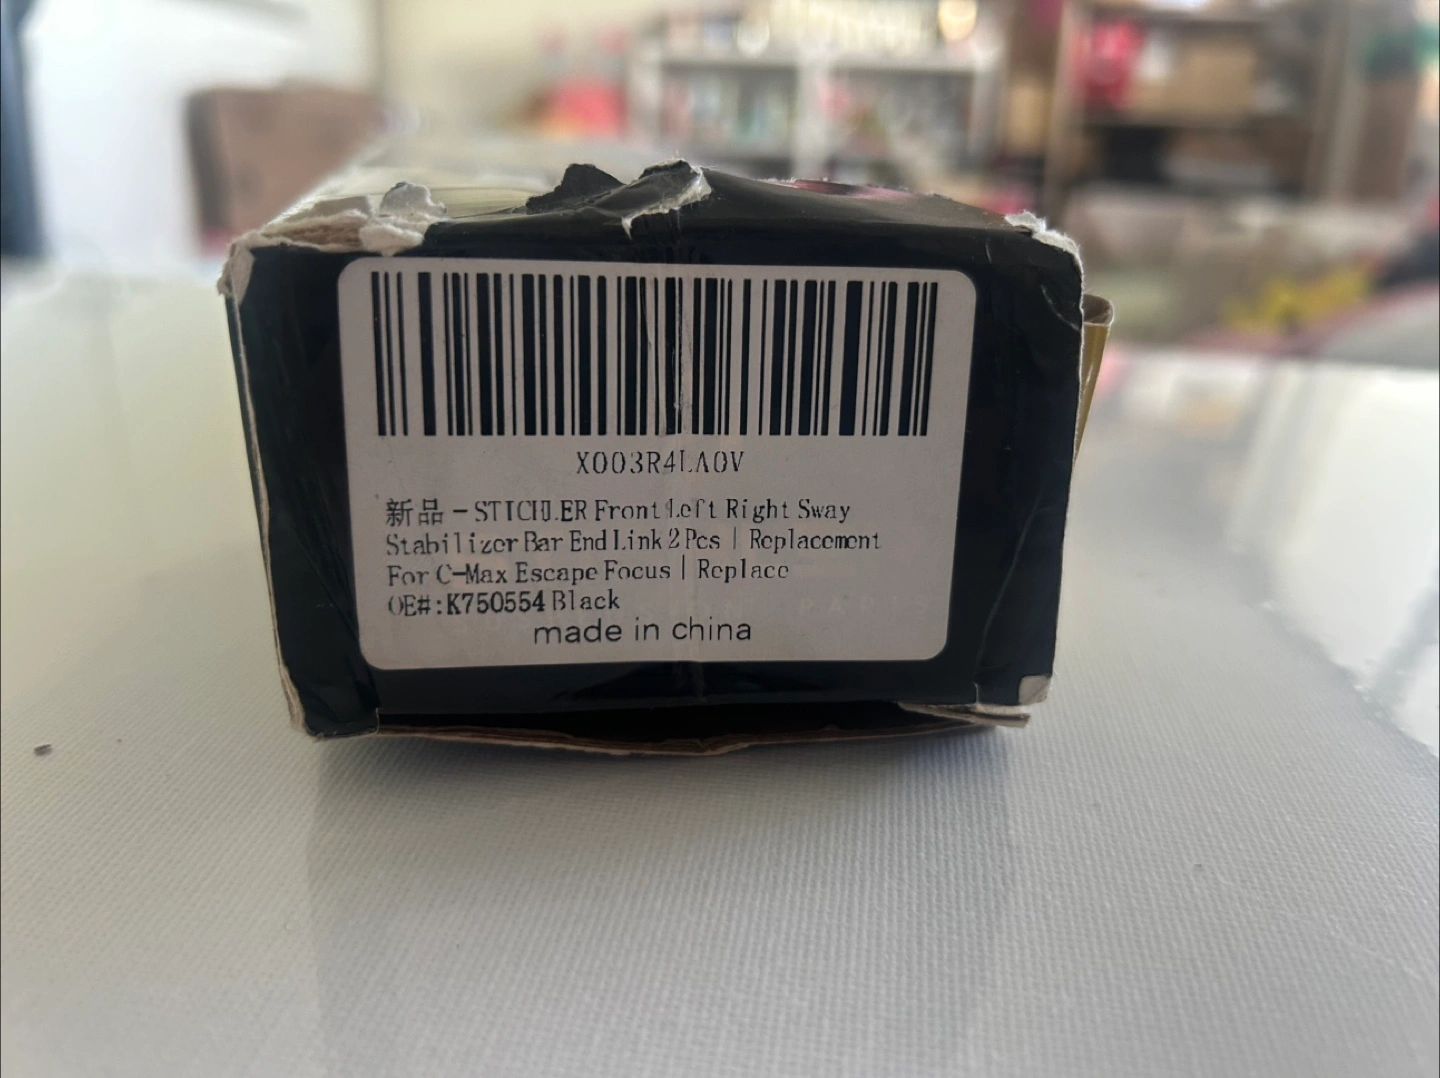 X003R4LA0V
新品 - STICHLER Front Left Right Sway
Stabilizer Bar End Link 2 Pcs | Replacement
For C-Max Escape Focus | Replace
OE#:K750554 Black
made in china